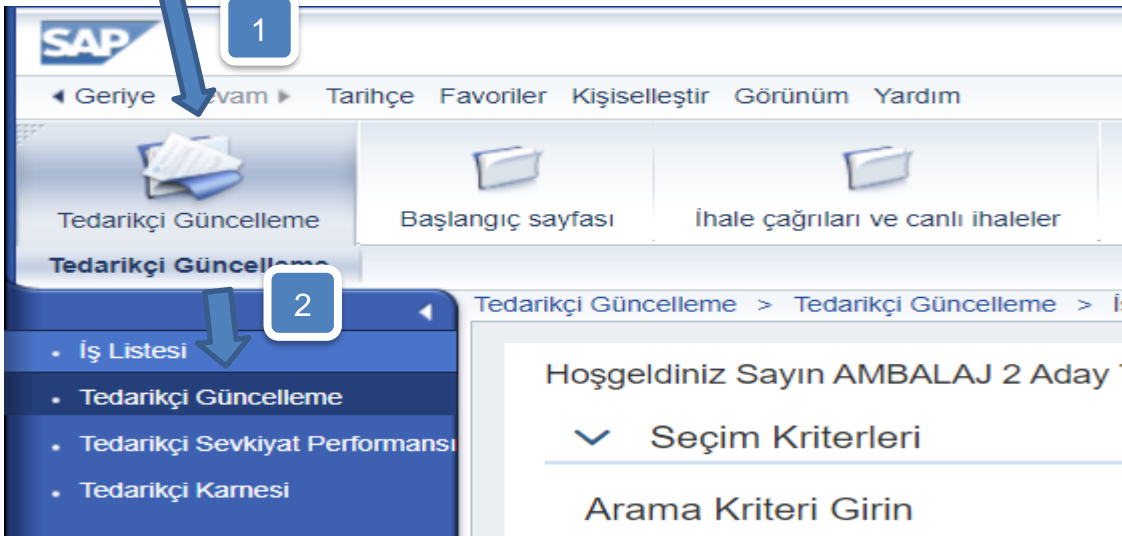 SAP
1
Geriye Tarihçe Favoriler Kişiselleştir Görünüm Yardım
Tedarikçi Güncelleme Başlangıç sayfası İhale çağrıları ve canlı ihaleler
Tedarikçi Güncelleme
2
Tedarikçi Güncelleme > Tedarikçi Güncelleme >
İş Listesi
Hoşgeldiniz Sayın AMBALAJ 2 Aday
Tedarikçi Güncelleme
Seçim Kriterleri
Tedarikçi Sevkiyat Performansı
Tedarikçi Karnesi
Arama Kriteri Girin